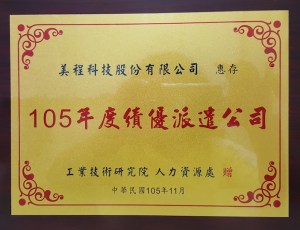 美程科技股份有限公司 惠存
105年度績優派遣公司
工業技術研究院 人力資源處 贈
中華民國105年11月